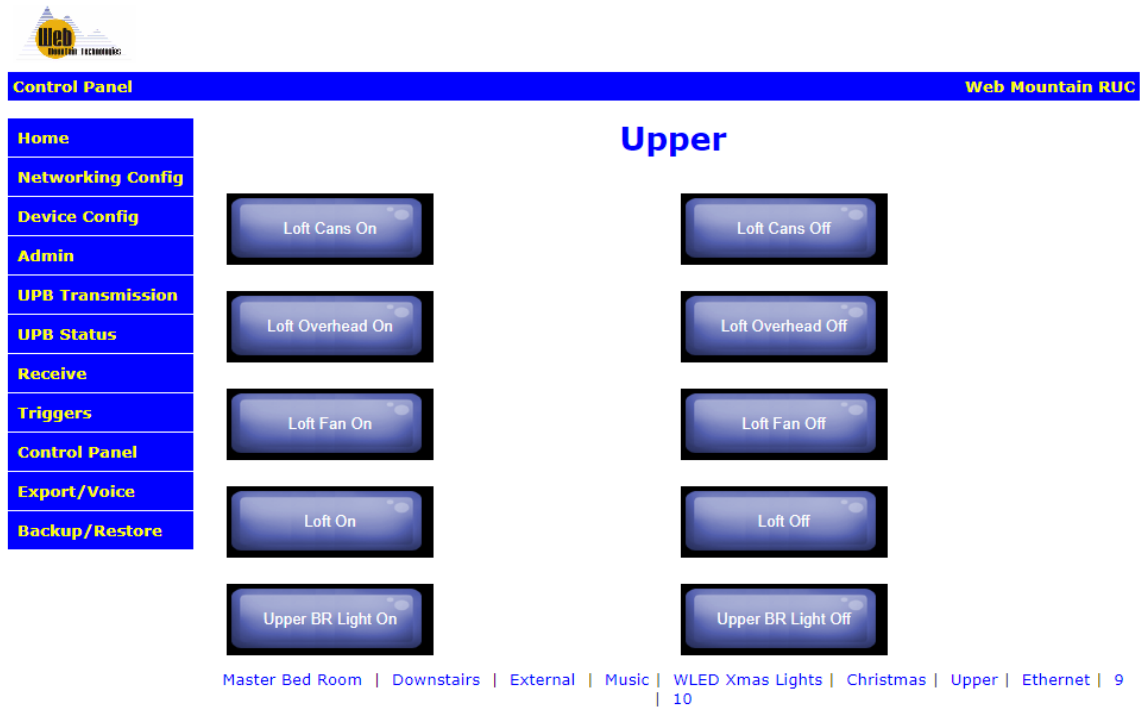 Web
Mountain Technologies
Control Panel Web Mountain RUC
Home
Networking Config
Device Config
Admin
UPB Transmission
UPB Status
Receive
Triggers
Control Panel
Export/Voice
Backup/Restore
Upper
Loft Cans On Loft Cans Off
Loft Overhead On Loft Overhead Off
Loft Fan On Loft Fan Off
Loft On Loft Off
Upper BR Light On Upper BR Light Off
Master Bed Room | Downstairs | External | Music | WLED Xmas Lights | Christmas | Upper | Ethernet | 9
| 10